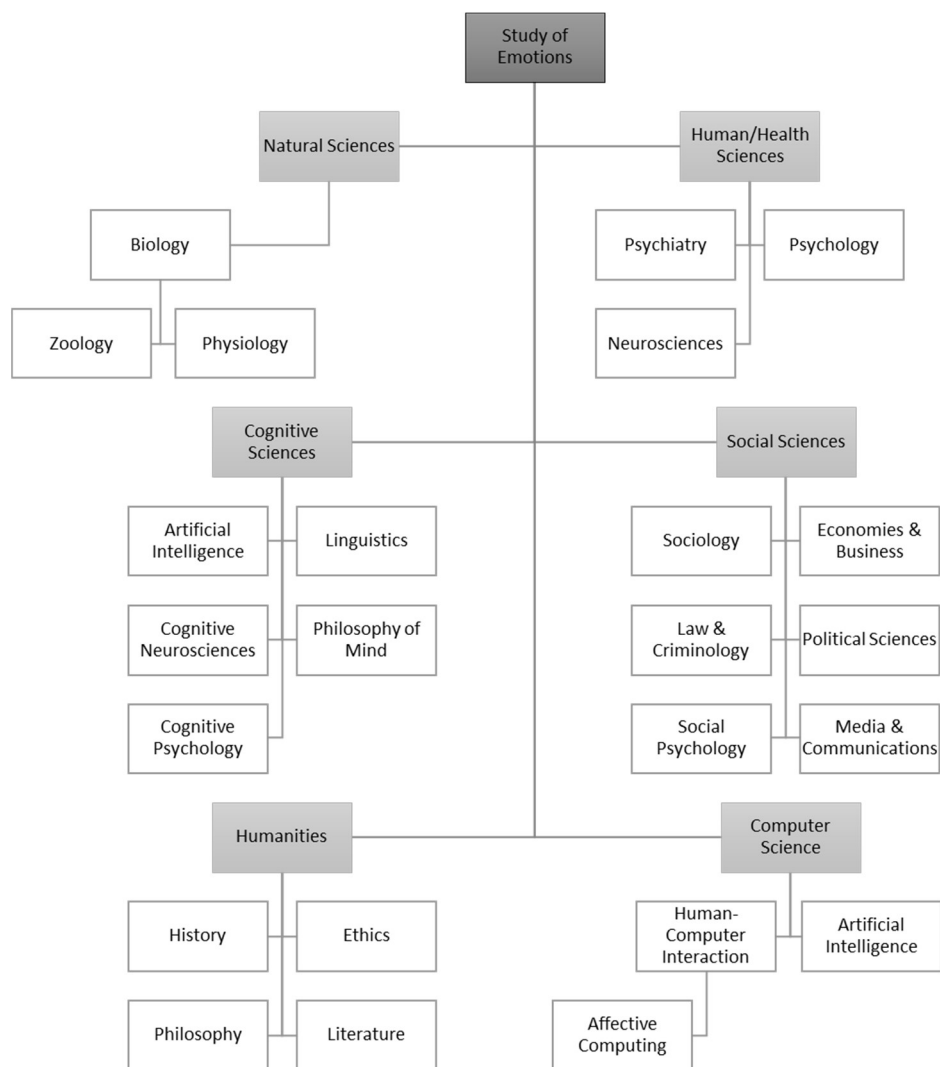 Study of
Emotions
Natural Sciences
Human/Health
Sciences
Biology
Psychiatry
Psychology
Zoology
Physiology
Neurosciences
Cognitive
Sciences
Social Sciences
Artificial
Intelligence
Linguistics
Sociology
Economies &
Business
Cognitive
Neurosciences
Philosophy of
Mind
Law &
Criminology
Political Sciences
Cognitive
Psychology
Social
Psychology
Media &
Communications
Humanities
Computer
Science
History
Ethics
Human-
Computer
Interaction
Artificial
Intelligence
Philosophy
Literature
Affective
Computing